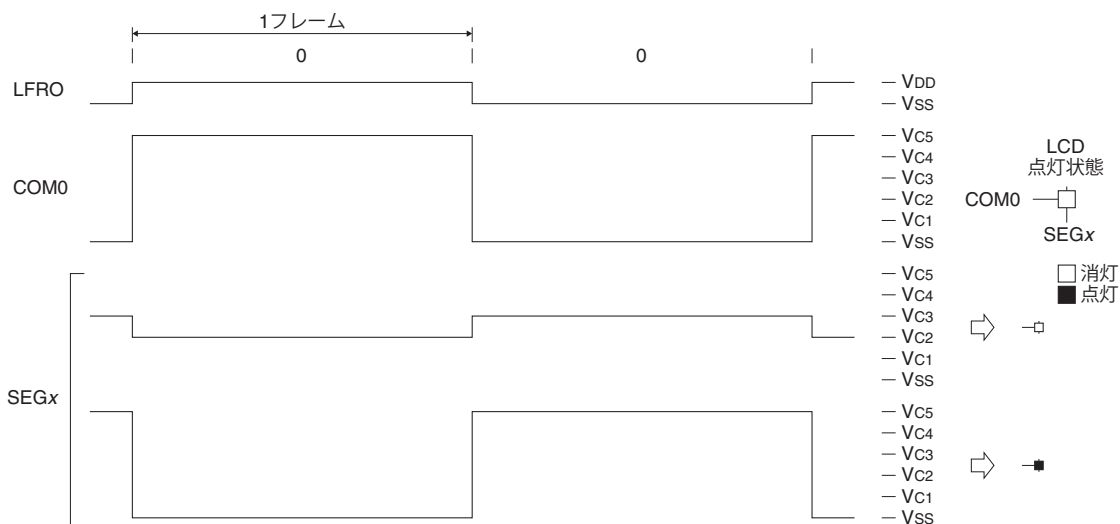 1フレーム
0 0
LFRO
VDD
VSS
COM0
VC5
VC4
VC3
VC2
VC1
VSS
LCD
点灯状態
COM0
SEGx
消灯
点灯
SEGx
VC5
VC4
VC3
VC2
VC1
VSS
VC5
VC4
VC3
VC2
VC1
VSS